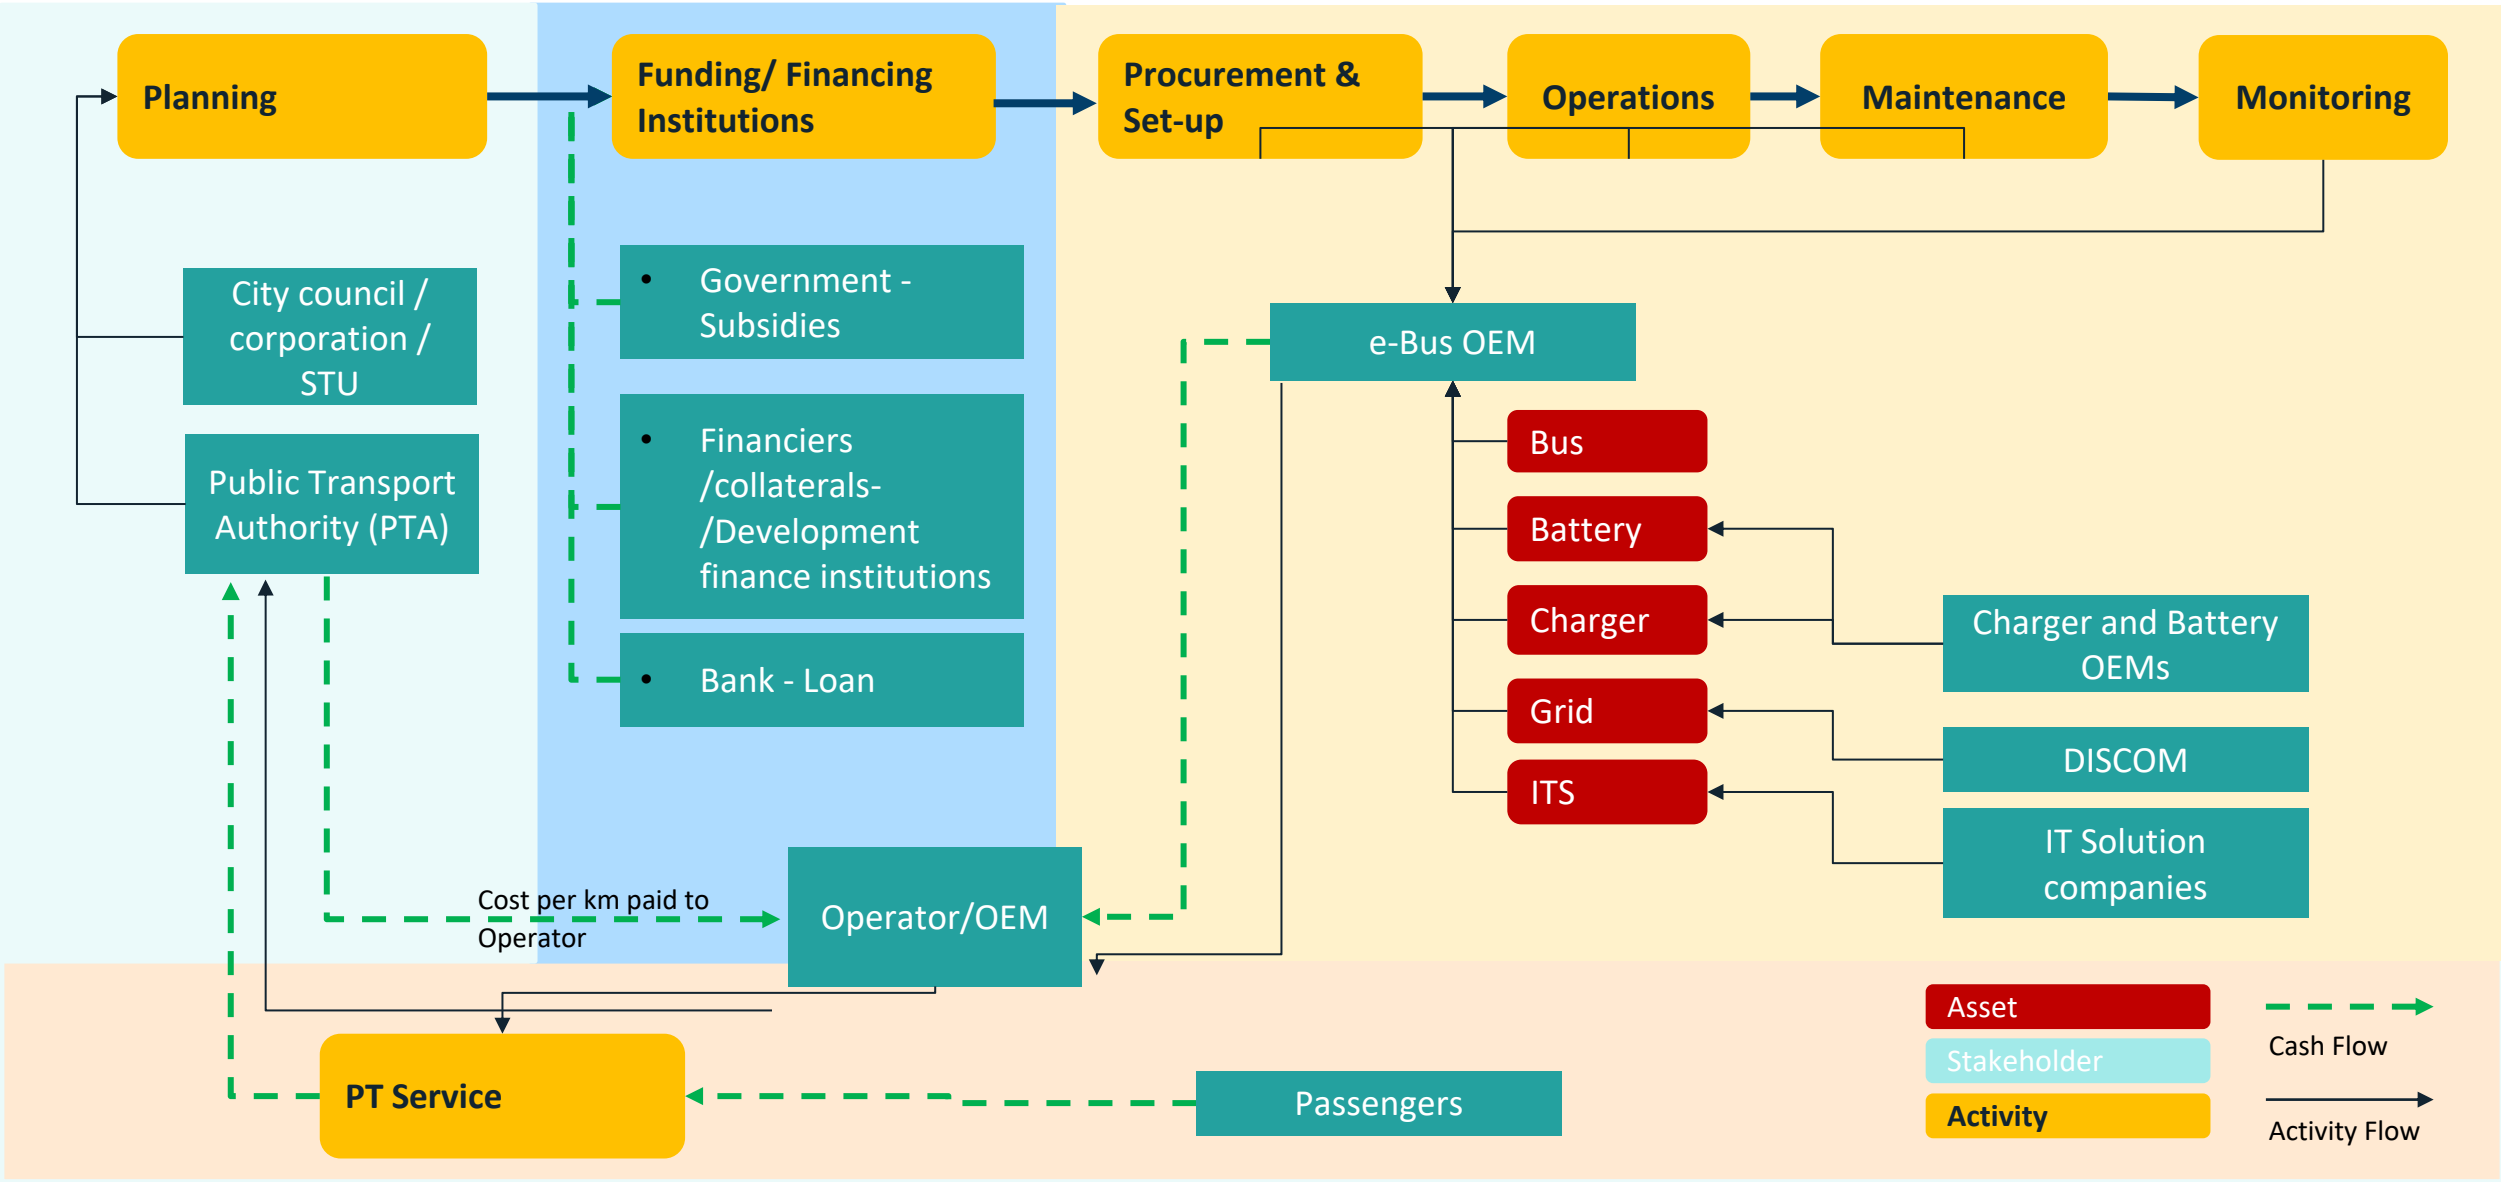 Planning
Funding/ Financing
Institutions
Procurement &
Set-up
Operations
Maintenance
Monitoring
City council /
corporation /
STU
Public Transport
Authority (PTA)
• Government -
Subsidies
• Financiers
/collaterals-
/Development
finance institutions
• Bank - Loan
e-Bus OEM
Bus
Battery
Charger
Grid
ITS
Charger and Battery
OEMs
DISCOM
IT Solution
companies
Cost per km paid to
Operator
Operator/OEM
PT Service
Passengers
Asset
Stakeholder
Activity
Cash Flow
Activity Flow